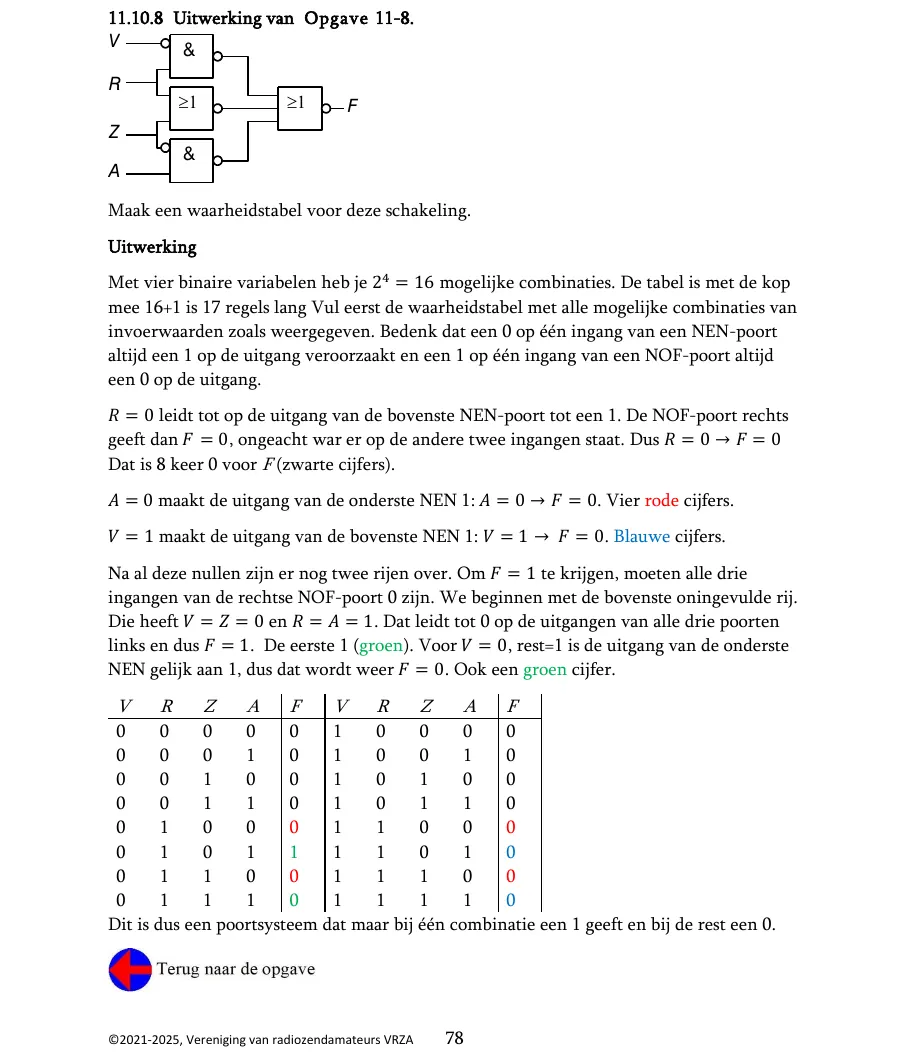 11.10.8 Uitwerking van Opgave 11-8.
V
&
R
≥1
≥1
F
Z
&
A
Maak een waarheidstabel voor deze schakeling.
Uitwerking
Met vier binaire variabelen heb je 2⁴ = 16 mogelijke combinaties. De tabel is met de kop
mee 16+1 is 17 regels lang Vul eerst de waarheidstabel met alle mogelijke combinaties van
invoerwaarden zoals weergegeven. Bedenk dat een 0 op één ingang van een NEN-poort
altijd een 1 op de uitgang veroorzaakt en een 1 op één ingang van een NOF-poort altijd
een 0 op de uitgang.
R = 0 leidt tot op de uitgang van de bovenste NEN-poort tot een 1. De NOF-poort rechts
geeft dan F = 0, ongeacht war er op de andere twee ingangen staat. Dus R = 0 → F = 0
Dat is 8 keer 0 voor F (zwarte cijfers).
A = 0 maakt de uitgang van de onderste NEN 1: A = 0 → F = 0. Vier rode cijfers.
V = 1 maakt de uitgang van de bovenste NEN 1: V = 1 → F = 0. Blauwe cijfers.
Na al deze nullen zijn er nog twee rijen over. Om F = 1 te krijgen, moeten alle drie
ingangen van de rechtse NOF-poort 0 zijn. We beginnen met de bovenste oningevulde rij.
Die heeft V = Z = 0 en R = A = 1. Dat leidt tot 0 op de uitgangen van alle drie poorten
links en dus F = 1. De eerste 1 (groen). Voor V = 0, rest=1 is de uitgang van de onderste
NEN gelijk aan 1, dus dat wordt weer F = 0. Ook een groen cijfer.
V R Z A F V R Z A F
0 0 0 0 0 1 0 0 0 0
0 0 0 1 0 1 0 0 1 0
0 0 1 0 0 1 0 1 0 0
0 0 1 1 0 1 0 1 1 0
0 1 0 0 0 1 1 0 0 0
0 1 0 1 1 1 1 0 1 0
0 1 1 0 0 1 1 1 0 0
0 1 1 1 0 1 1 1 1 0
Dit is dus een poortsysteem dat maar bij één combinatie een 1 geeft en bij de rest een 0.
Terug naar de opgave
©2021-2025, Vereniging van radiozendamateurs VRZA 78